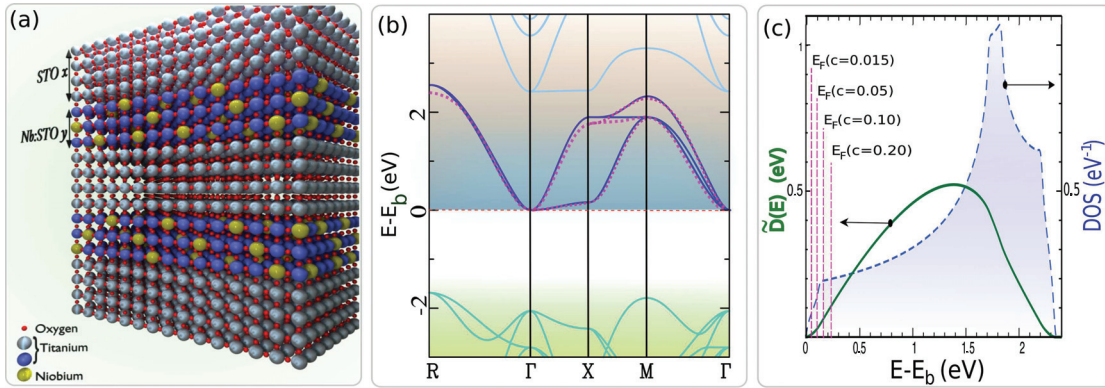 (a)
STO x
Nb:STO y
Oxygen
Titanium
Niobium
(b)
E-E_b (eV)
2
0
-2
R Γ X M Γ
(c)
1
E_F(c=0.015)
E_F(c=0.05)
E_F(c=0.10)
E_F(c=0.20)
0.5
0.5
D̃(E) (eV)
DOS (eV⁻¹)
0 0.5 1 1.5 2
E-E_b (eV)